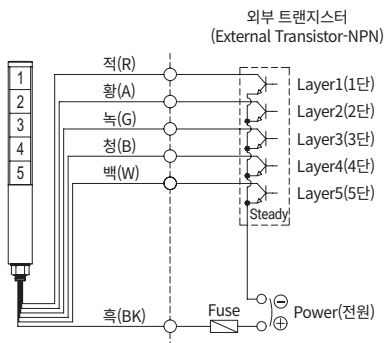 외부 트랜지스터
(External Transistor-NPN)
적(R)
황(A)
녹(G)
청(B)
백(W)
흑(BK)
1
2
3
4
5
Layer1(1단)
Layer2(2단)
Layer3(3단)
Layer4(4단)
Layer5(5단)
Steady
Fuse
⊖
⊕
Power(전원)